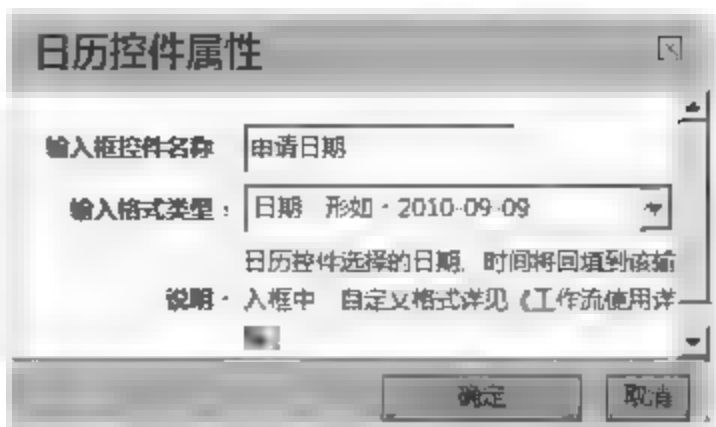 日历控件属性
输入框控件名称 申请日期
输入格式类型： 日期 形如：2010-09-09
日历控件选择的日期，时间将回填到该输
说明： 入框中 自定义格式详见《工作流使用详
确定 取消